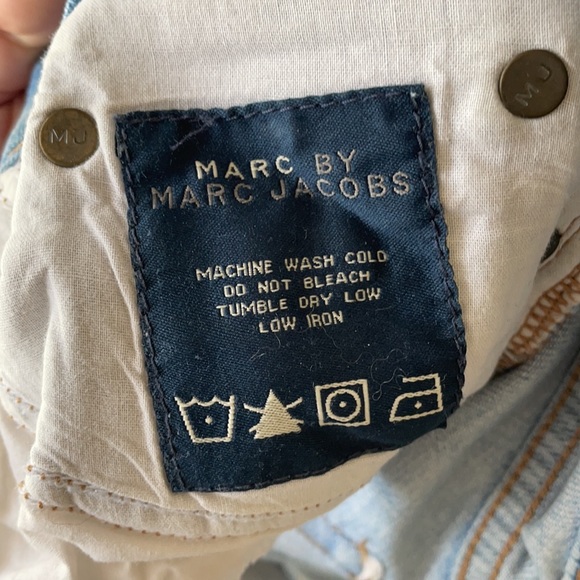 MJ
MJ
MARC BY
MARC JACOBS
MACHINE WASH COLD
DO NOT BLEACH
TUMBLE DRY LOW
LOW IRON